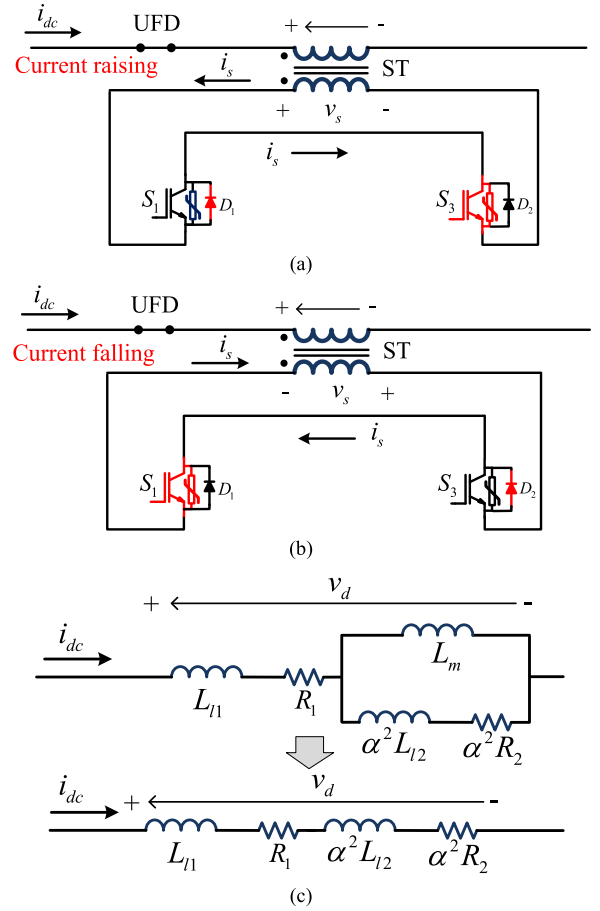 i_dc UFD + -
Current raising
i_s ST
+ v_s -
i_s
S_1 D_1 S_3 D_2
(a)
i_dc UFD + -
Current falling
i_s ST
- v_s +
i_s
S_1 D_1 S_3 D_2
(b)
+ v_d -
i_dc
L_m
L_l1 R_1
α^2 L_l2 α^2 R_2
v_d
i_dc + -
L_l1 R_1 α^2 L_l2 α^2 R_2
(c)